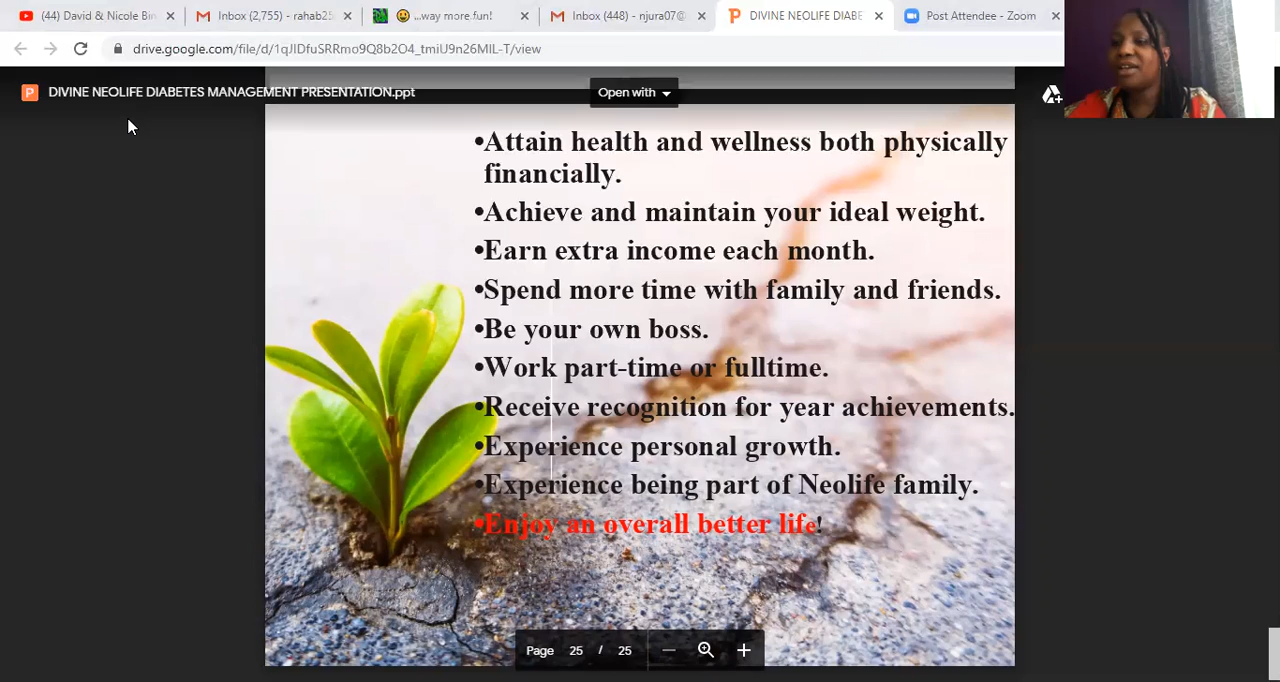 (44) David & Nicole Bin
Inbox (2,755) - rahab25
...way more.fun!
Inbox (448) - njura07@
DIVINE NEOLIFE DIABE
Post Attendee - Zoom
drive.google.com/file/d/1qJIDfuSRRmo9Q8b2O4_tmiU9n26MIL-T/view
DIVINE NEOLIFE DIABETES MANAGEMENT PRESENTATION.ppt
Open with
•Attain health and wellness both physically
financially.
•Achieve and maintain your ideal weight.
•Earn extra income each month.
•Spend more time with family and friends.
•Be your own boss.
•Work part-time or fulltime.
•Receive recognition for year achievements.
•Experience personal growth.
•Experience being part of Neolife family.
•Enjoy an overall better life!
Page 25 / 25